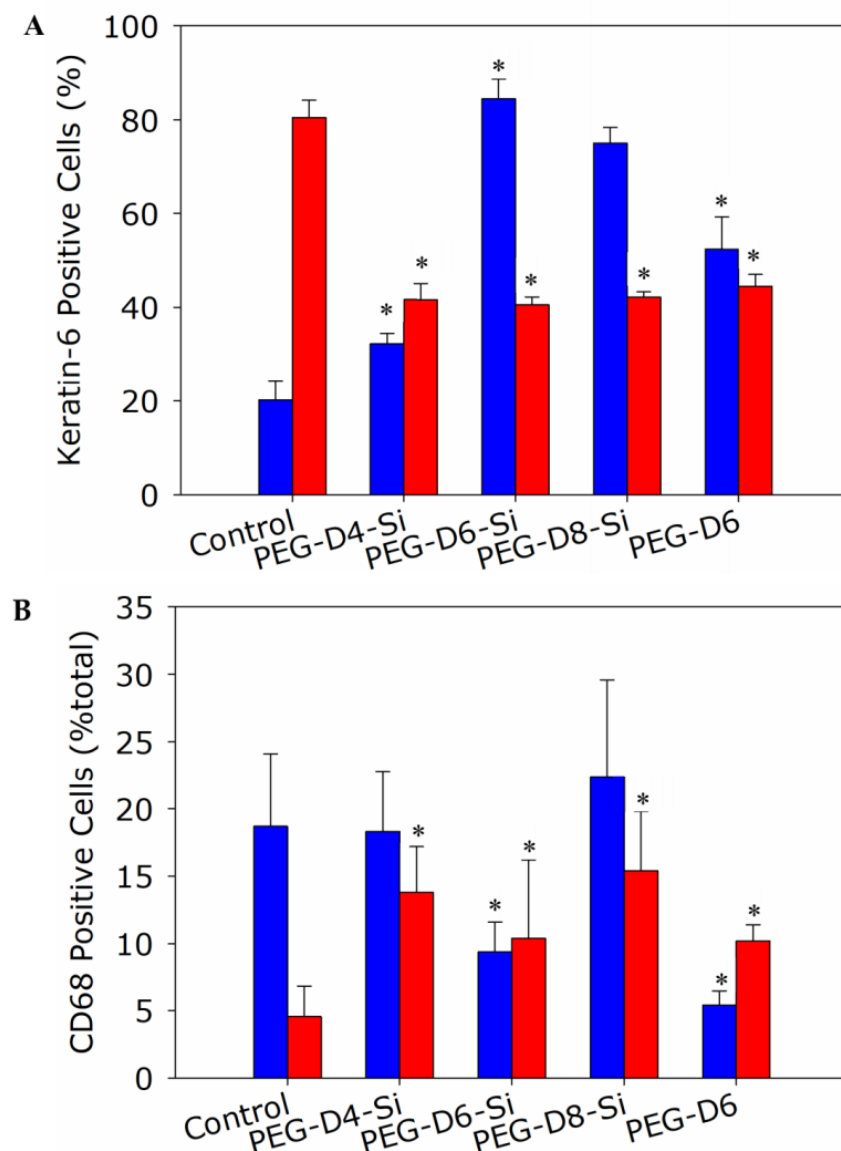 A
Keratin-6 Positive Cells (%)
100
80
60
40
20
0
*
*
*
*
*
*
*
Control
PEG-D4-Si
PEG-D6-Si
PEG-D8-Si
PEG-D6
B
CD68 Positive Cells (%total)
35
30
25
20
15
10
5
0
*
*
*
*
*
*
Control
PEG-D4-Si
PEG-D6-Si
PEG-D8-Si
PEG-D6